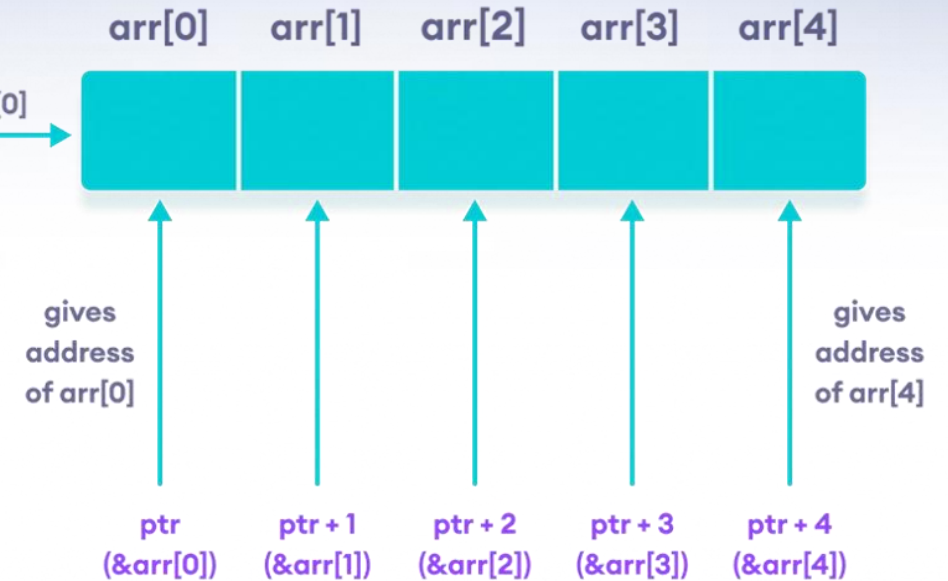 arr[0] arr[1] arr[2] arr[3] arr[4]
[0]
gives
address
of arr[0]
gives
address
of arr[4]
ptr
(&arr[0])
ptr + 1
(&arr[1])
ptr + 2
(&arr[2])
ptr + 3
(&arr[3])
ptr + 4
(&arr[4])